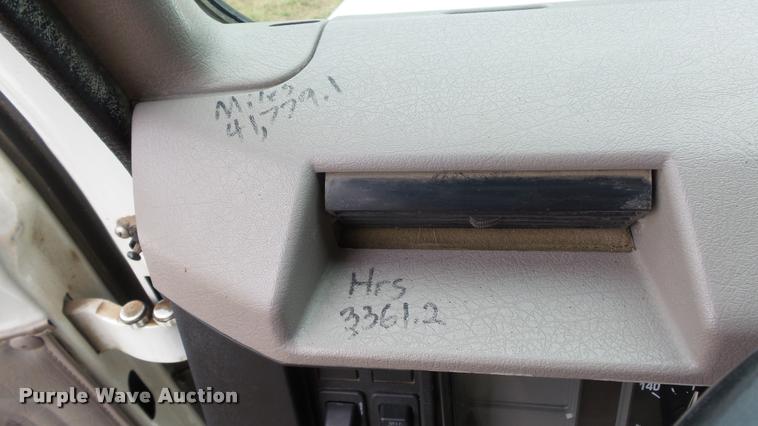 Miles
41,779.1
Hrs
3361.2
140
Purple Wave Auction®